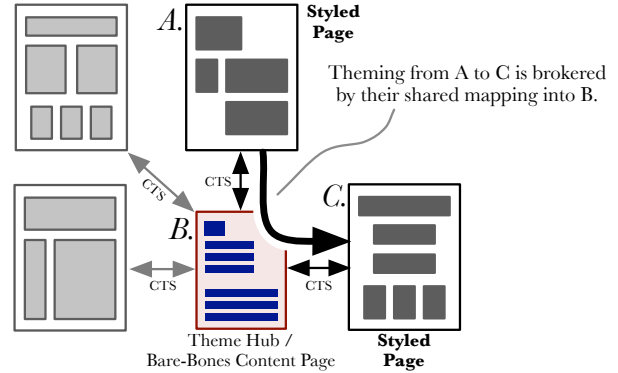 A.
Styled
Page
Theming from A to C is brokered
by their shared mapping into B.
CTS
CTS
C.
B.
CTS
CTS
Theme Hub /
Bare-Bones Content Page
Styled
Page